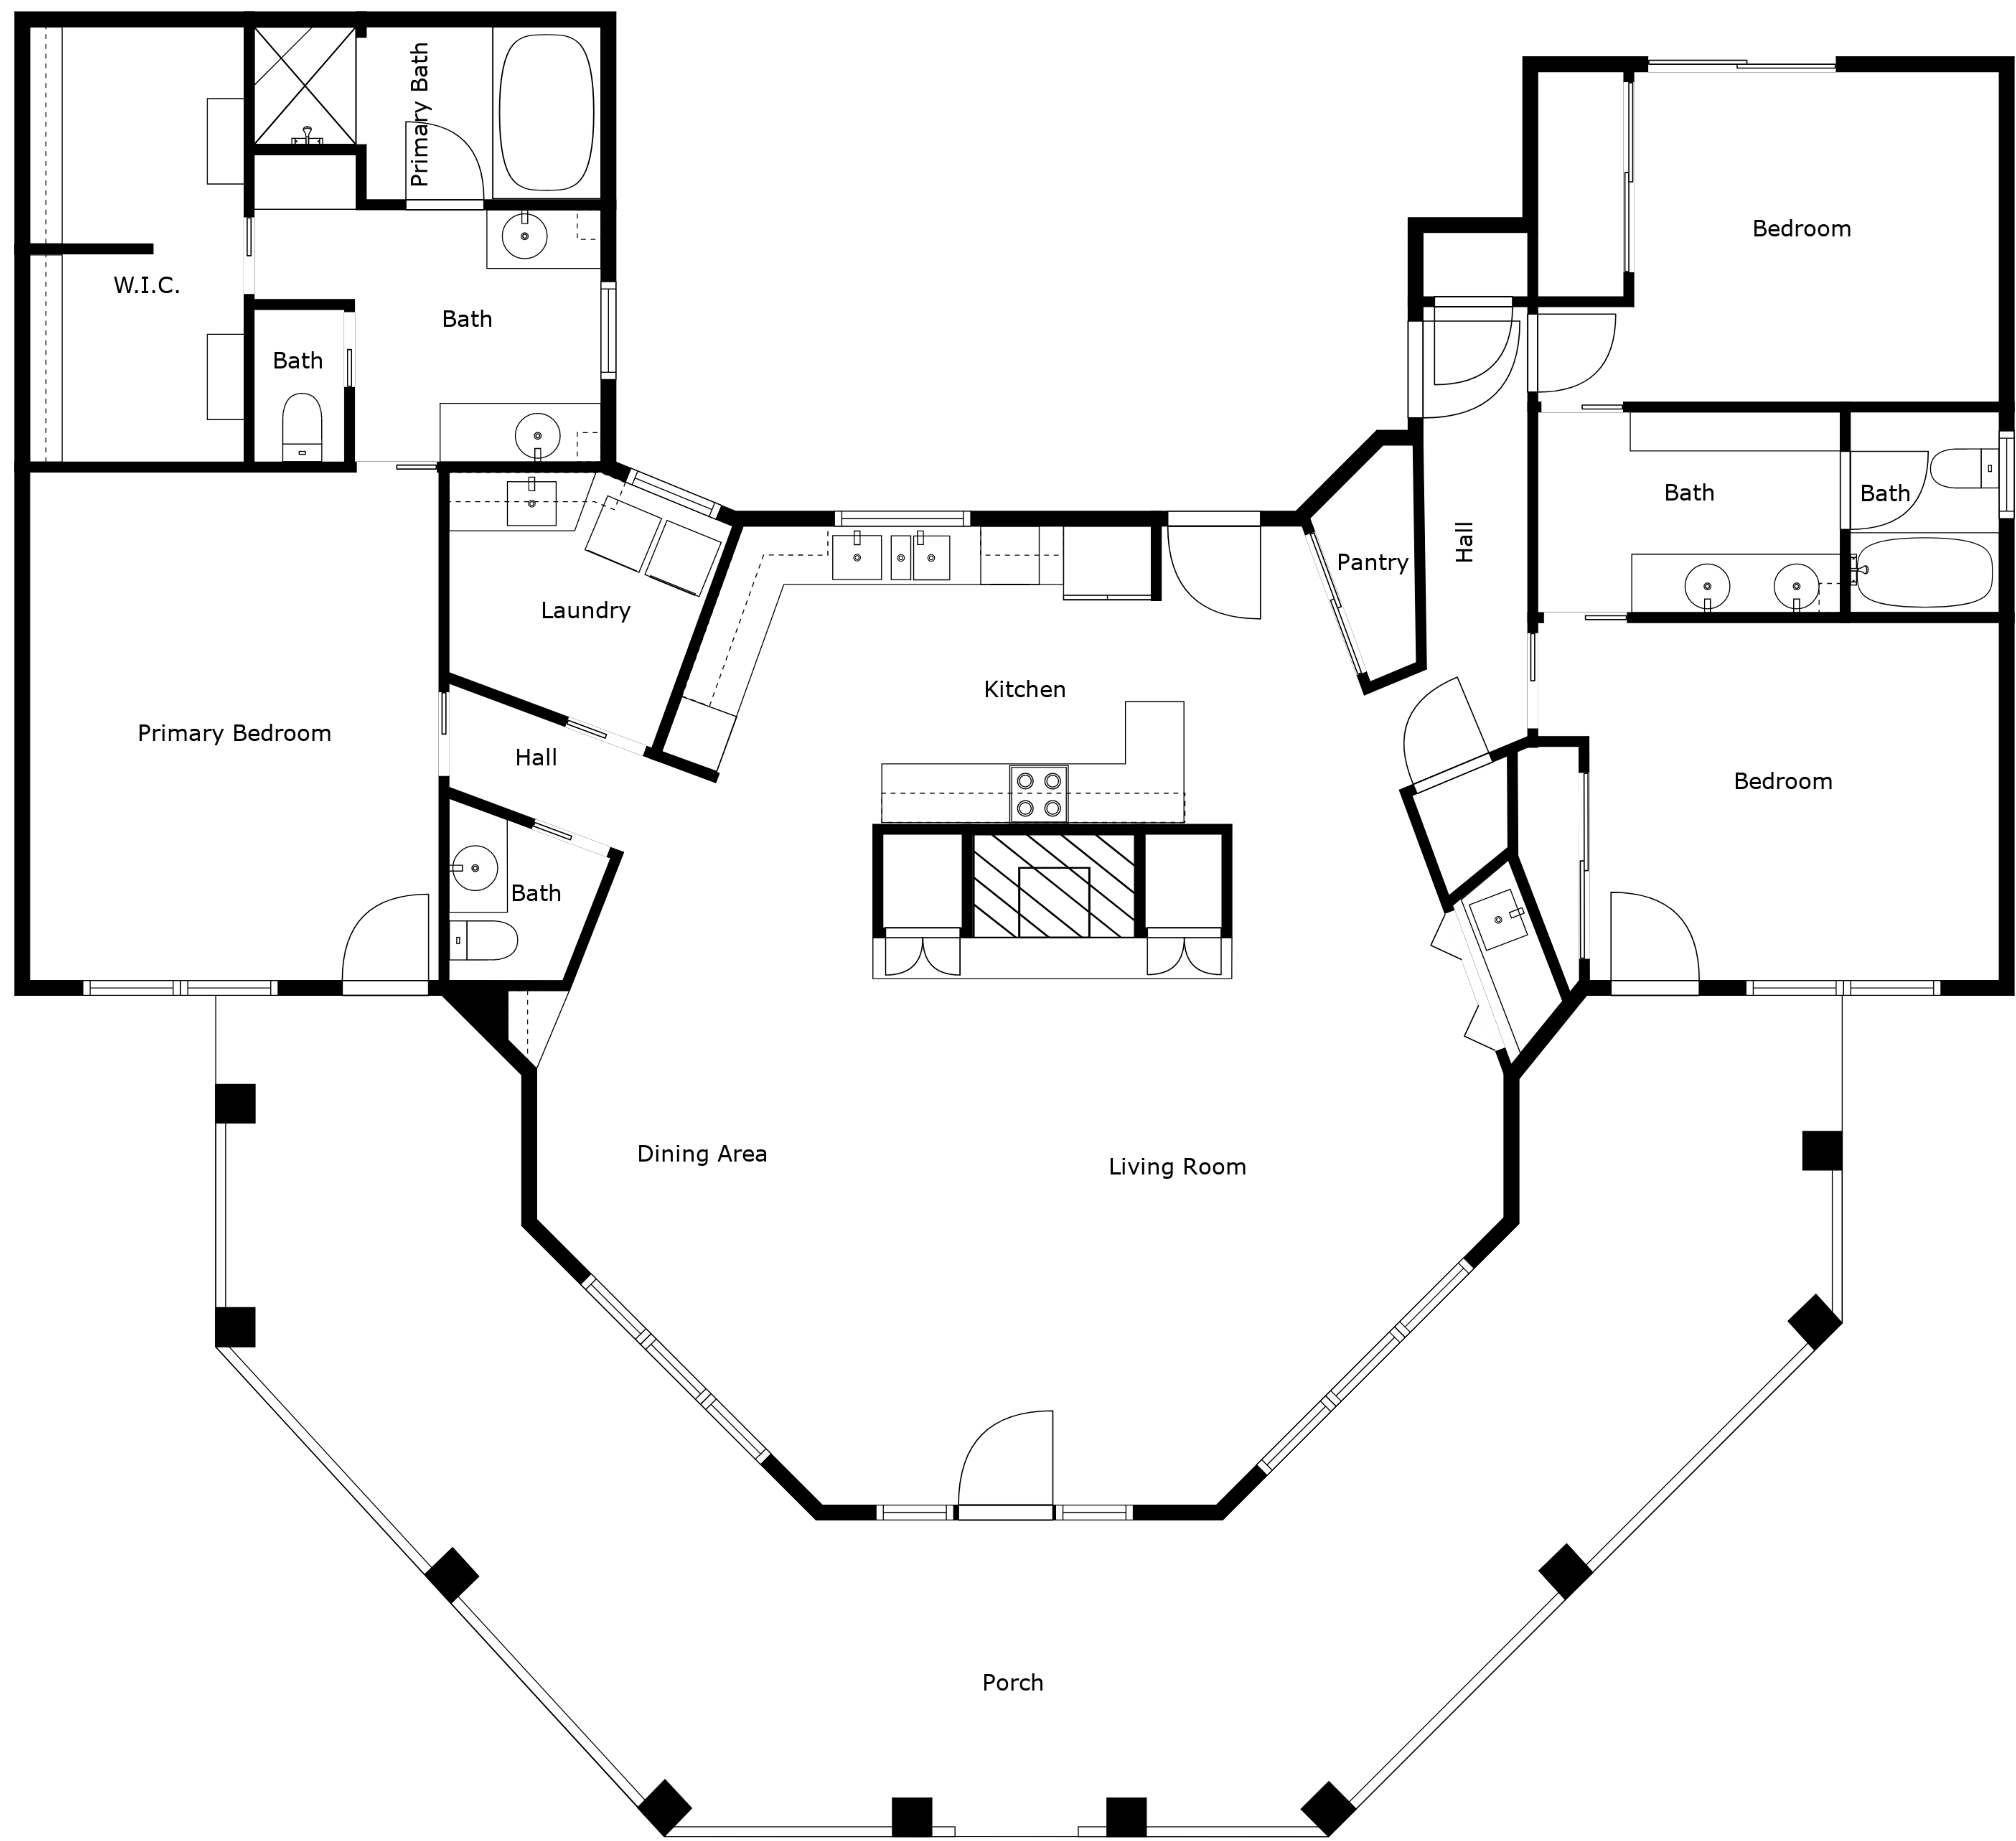 Primary Bath
Bedroom
W.I.C.
Bath
Bath
Bath
Bath
Hall
Pantry
Laundry
Kitchen
Primary Bedroom
Hall
Bedroom
Bath
Dining Area
Living Room
Porch